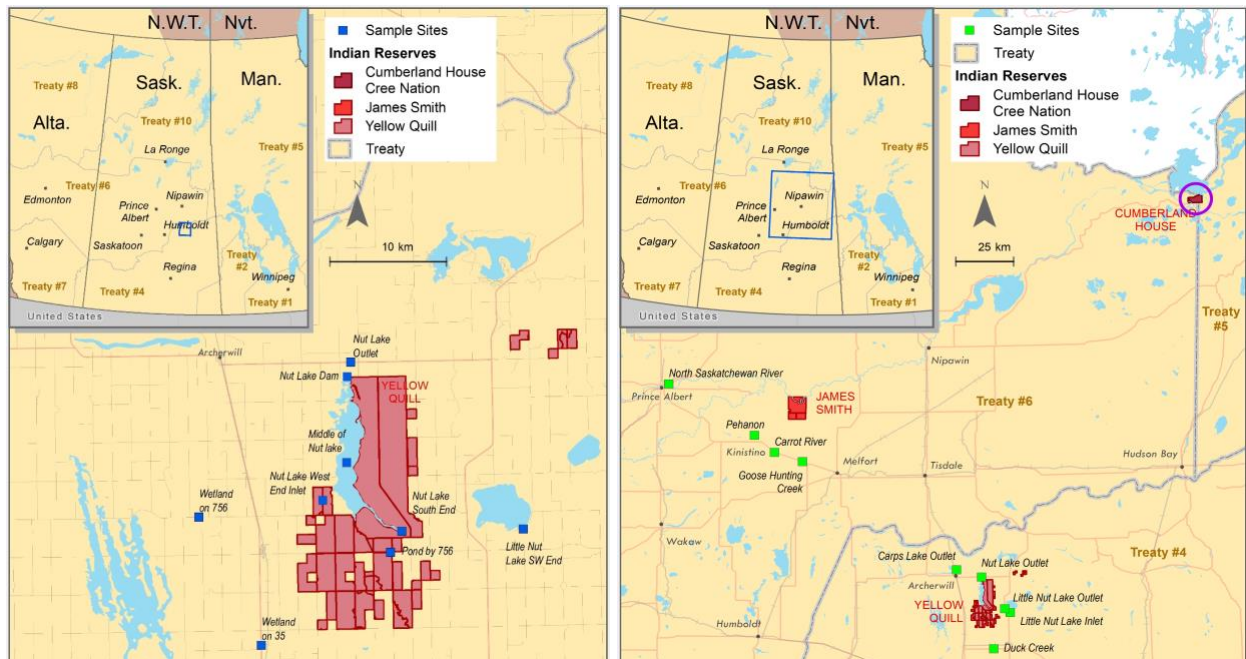 N.W.T.
Nvt.
Treaty #8
Sask.
Man.
Alta.
Treaty #10
Treaty #5
La Ronge
Treaty #6
Edmonton
Nipawin
Prince
Albert
Humboldt
Saskatoon
Calgary
Treaty
#2
Regina
Winnipeg
Treaty #7
Treaty #4
Treaty #1
United States
Sample Sites
Indian Reserves
Cumberland House
Cree Nation
James Smith
Yellow Quill
Treaty
N
10 km
Nut Lake
Outlet
Archerwill
Nut Lake Dam
YELLOW
QUILL
Middle of
Nut lake
Nut Lake West
End Inlet
Wetland
on 756
Nut Lake
South End
Pond by 756
Little Nut
Lake SW End
Wetland
on 35
N.W.T.
Nvt.
Treaty #8
Sask.
Man.
Alta.
Treaty #10
Treaty #5
La Ronge
Treaty #6
Edmonton
Nipawin
Prince
Albert
Humboldt
Saskatoon
Calgary
Treaty
#2
Regina
Winnipeg
Treaty #7
Treaty #4
Treaty #1
United States
Sample Sites
Treaty
Indian Reserves
Cumberland House
Cree Nation
James Smith
Yellow Quill
N
25 km
CUMBERLAND
HOUSE
Treaty
#5
Nipawin
North Saskatchewan River
Prince Albert
JAMES
SMITH
Treaty #6
Pehanon
Carrot River
Kinistino
Goose Hunting
Creek
Melfort
Tisdale
Hudson Bay
Wakaw
Treaty #4
Carps Lake Outlet
Nut Lake Outlet
Archerwill
Little Nut Lake Outlet
YELLOW
QUILL
Little Nut Lake Inlet
Humboldt
Duck Creek